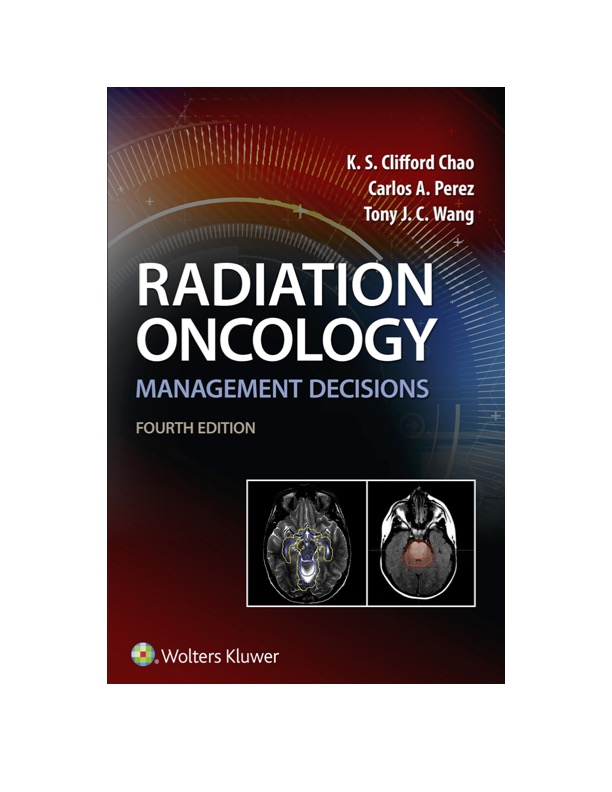 K. S. Clifford Chao
Carlos A. Perez
Tony J. C. Wang
RADIATION
ONCOLOGY
MANAGEMENT DECISIONS
FOURTH EDITION
Wolters Kluwer